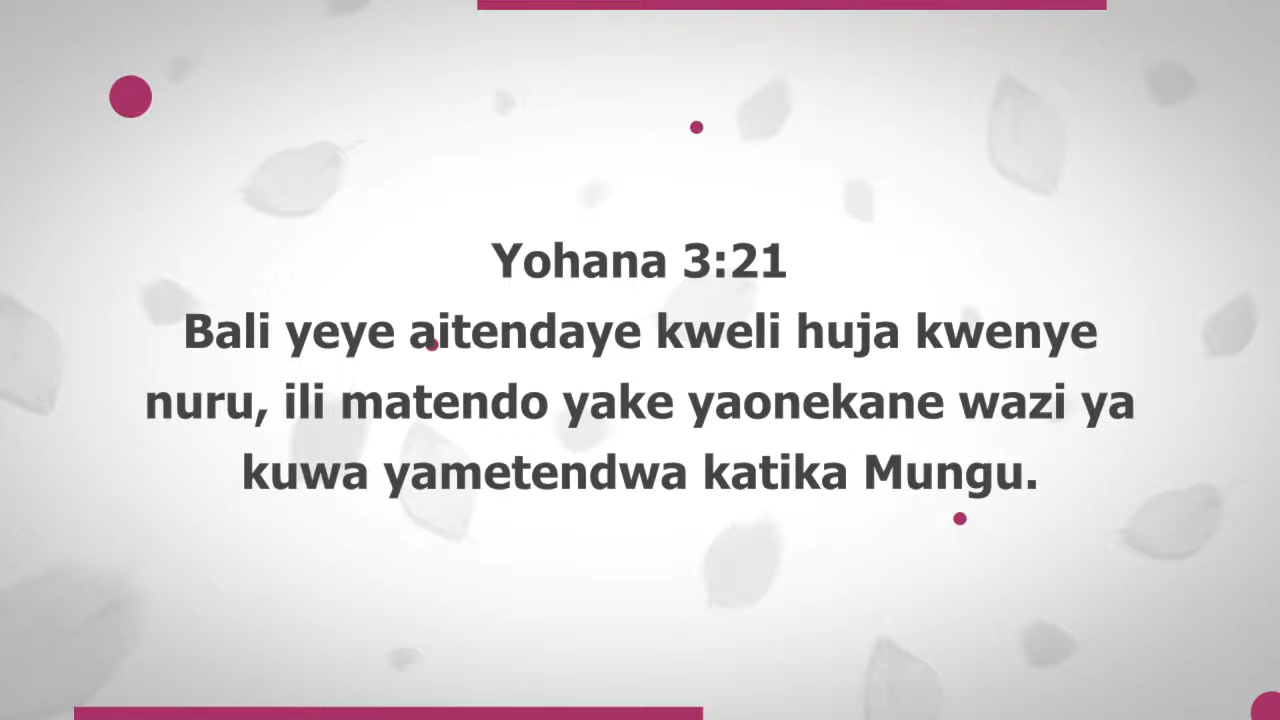 Yohana 3:21
Bali yeye aitendaye kweli huja kwenye
nuru, ili matendo yake yaonekane wazi ya
kuwa yametendwa katika Mungu.